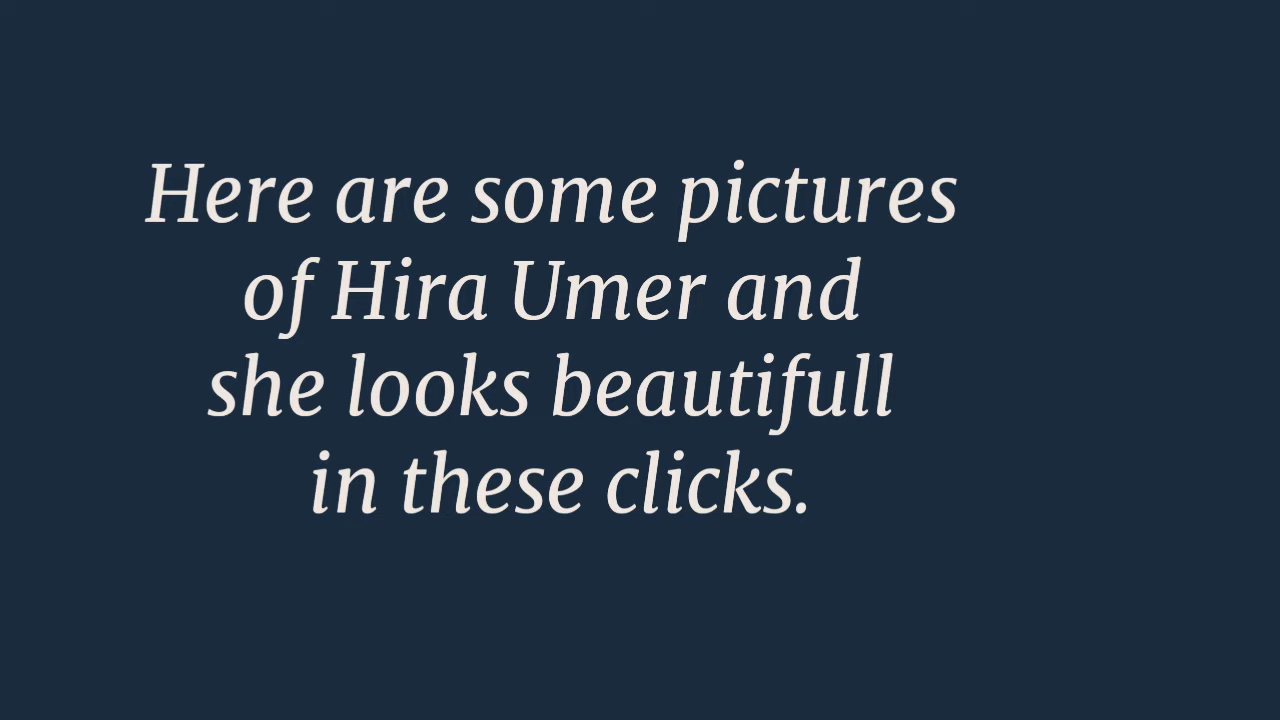 Here are some pictures
of Hira Umer and
she looks beautifull
in these clicks.